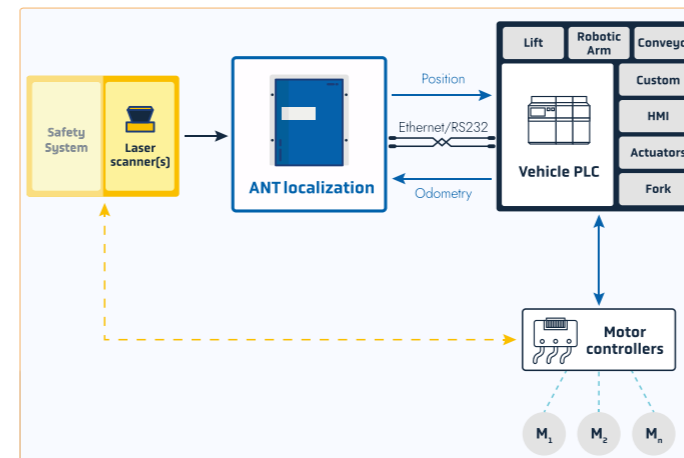 Lift
Robotic
Arm
Conveyo
Safety
System
Laser
scanner(s)
ANT localization
Position
Ethernet/RS232
Odometry
Vehicle PLC
Custom
HMI
Actuators
Fork
Motor
controllers
M1
M2
Mn